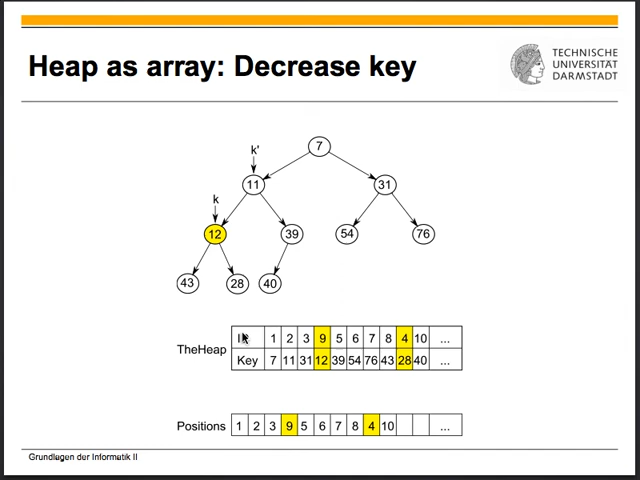 Heap as array: Decrease key
TECHNISCHE
UNIVERSITÄT
DARMSTADT
7
k'
11
31
k
12
39
54
76
43
28
40
TheHeap
1 2 3 9 5 6 7 8 4 10 ...
Key 7 11 31 12 39 54 76 43 28 40 ...
Positions 1 2 3 9 5 6 7 8 4 10 ...
Grundlagen der Informatik II